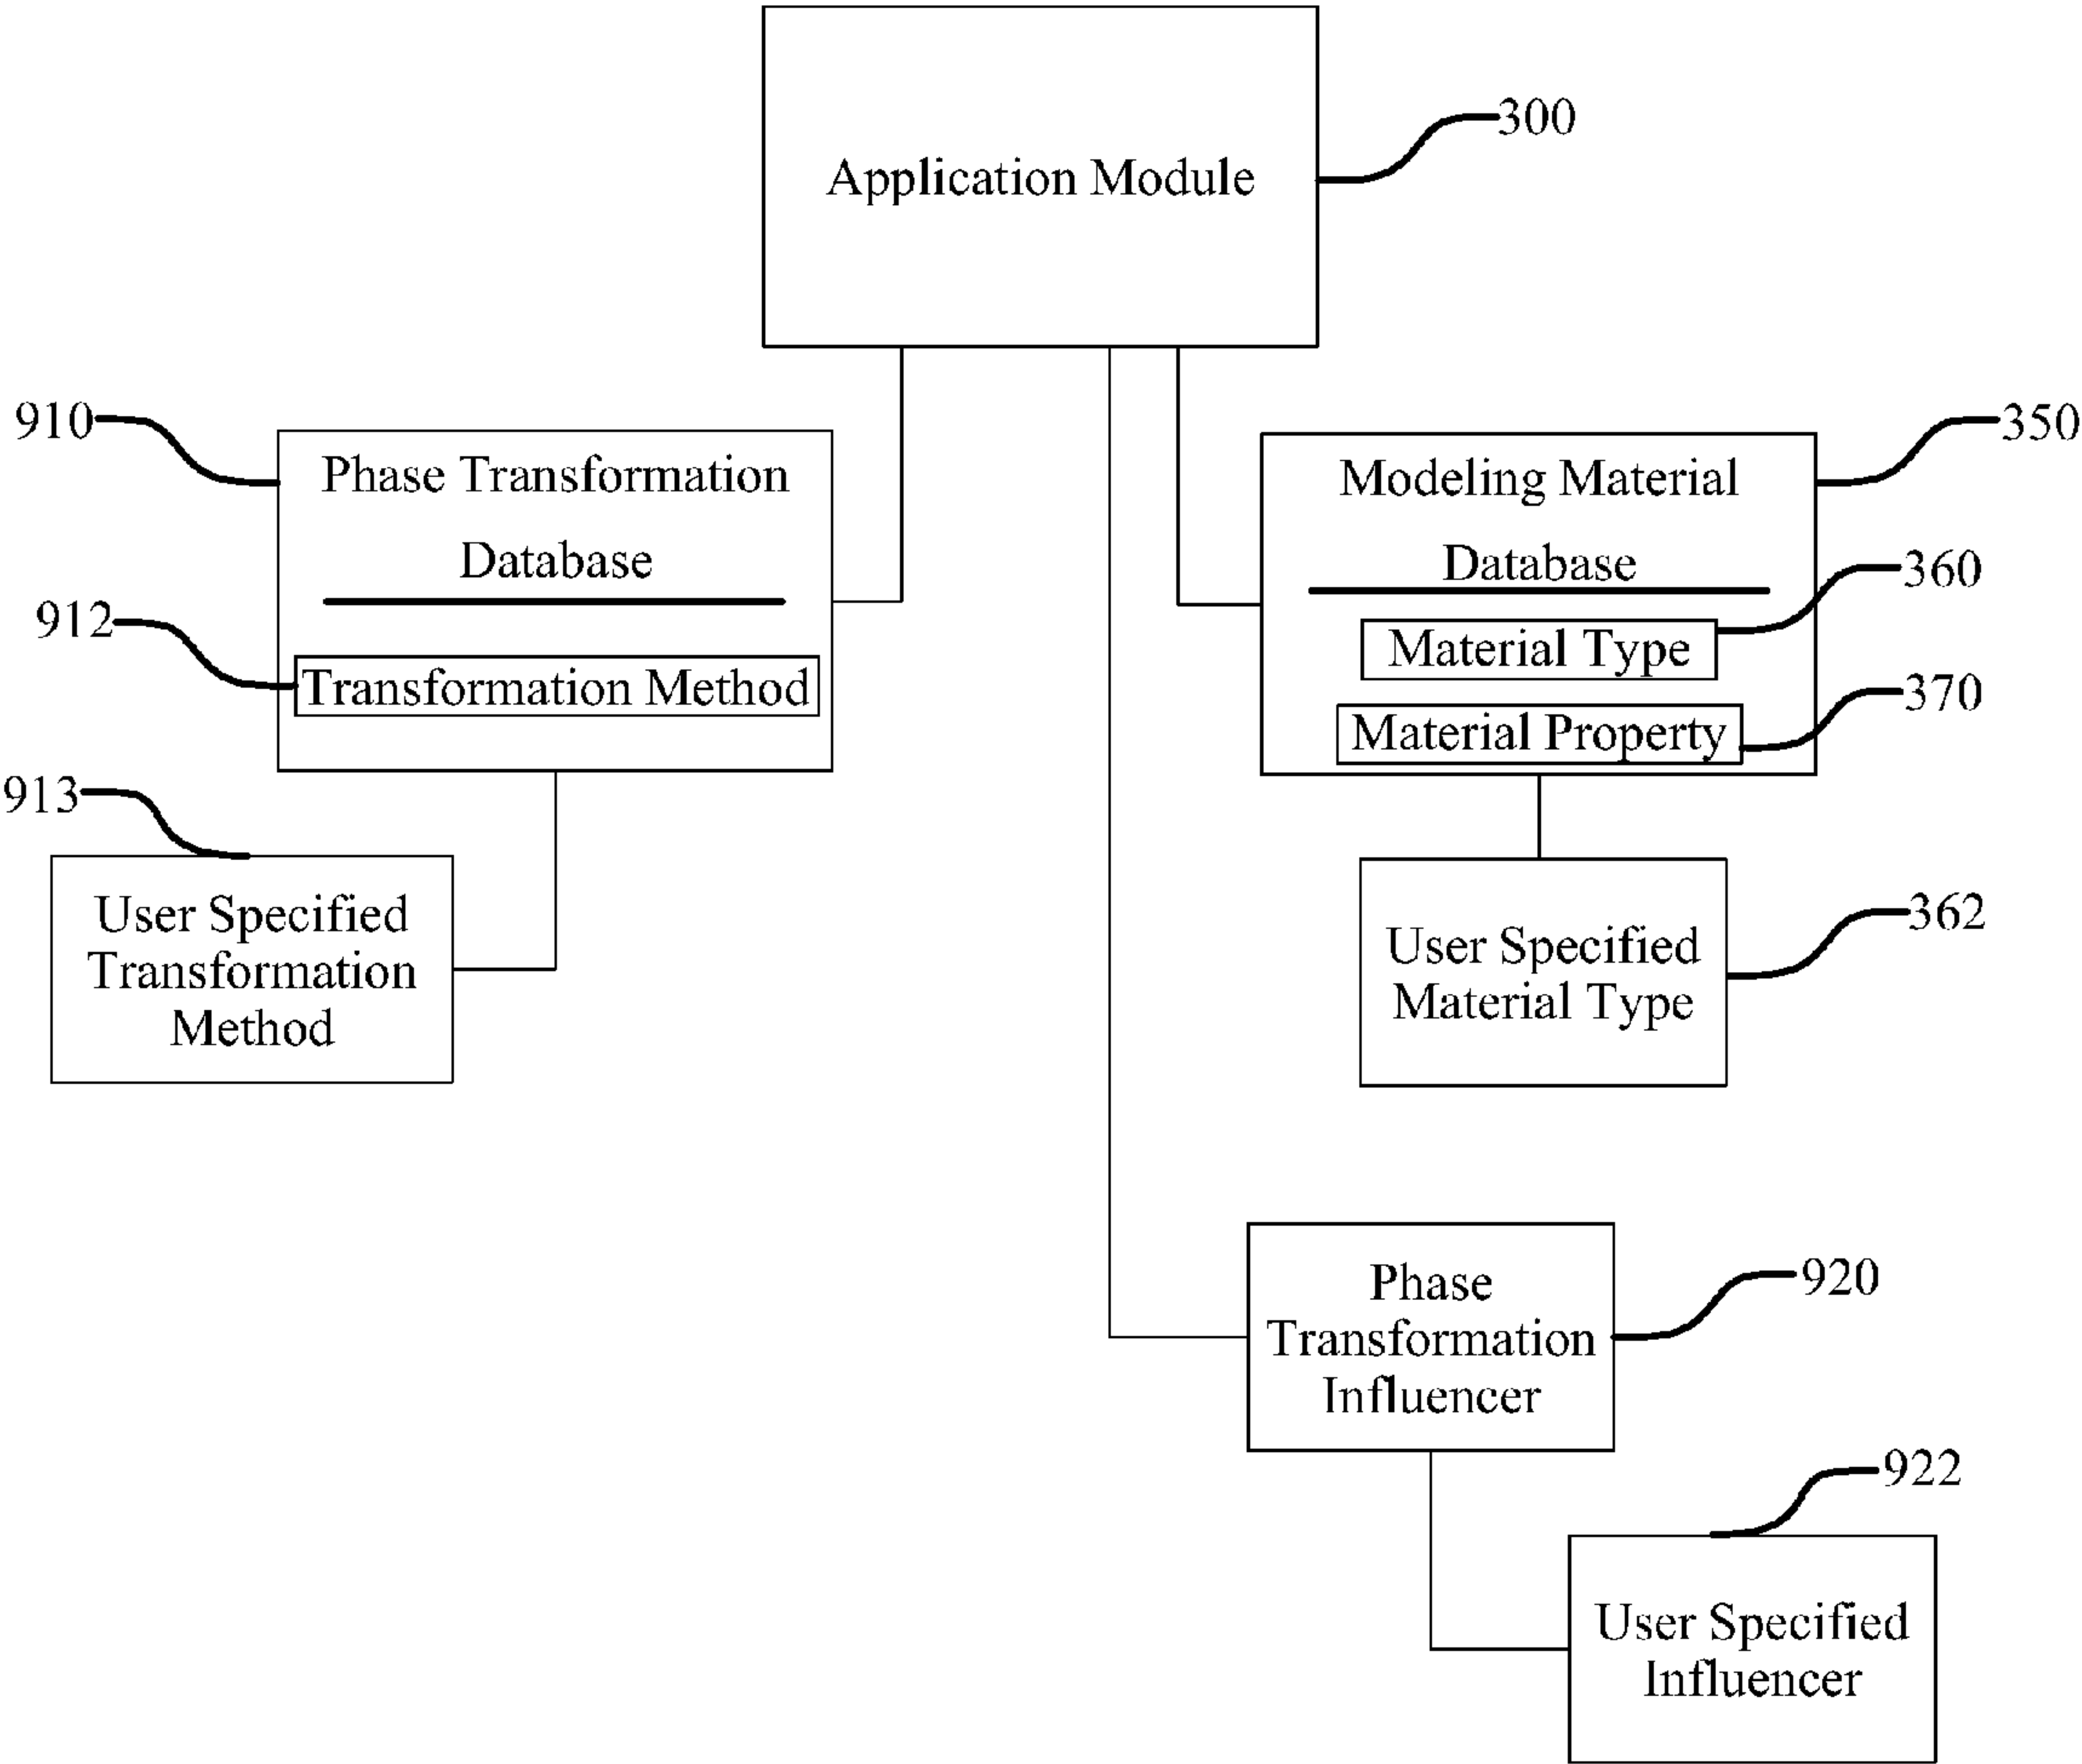 Application Module
300
910
Phase Transformation
Database
912
Transformation Method
350
Modeling Material
Database
360
Material Type
370
Material Property
913
User Specified
Transformation
Method
362
User Specified
Material Type
920
Phase
Transformation
Influencer
922
User Specified
Influencer